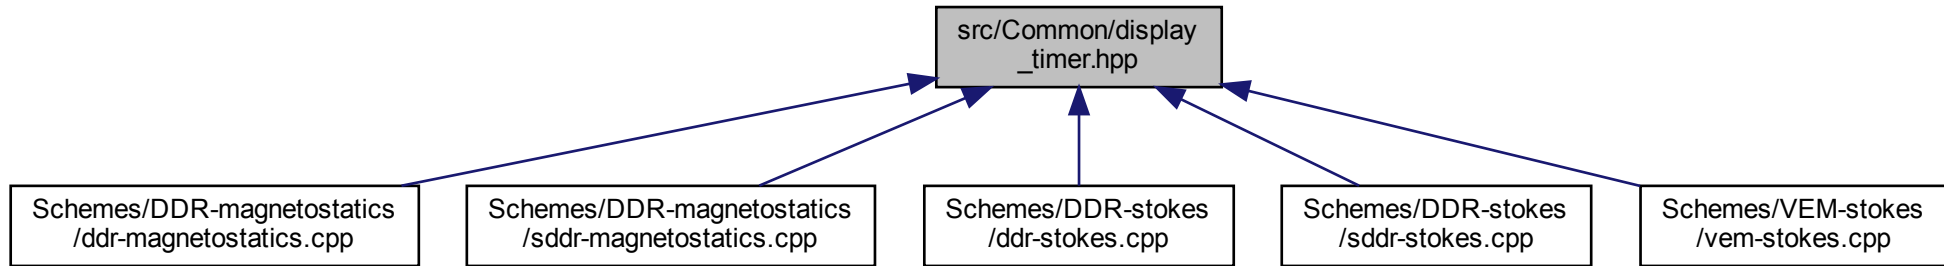 src/Common/display
_timer.hpp
Schemes/DDR-magnetostatics
/ddr-magnetostatics.cpp
Schemes/DDR-magnetostatics
/sddr-magnetostatics.cpp
Schemes/DDR-stokes
/ddr-stokes.cpp
Schemes/DDR-stokes
/sddr-stokes.cpp
Schemes/VEM-stokes
/vem-stokes.cpp